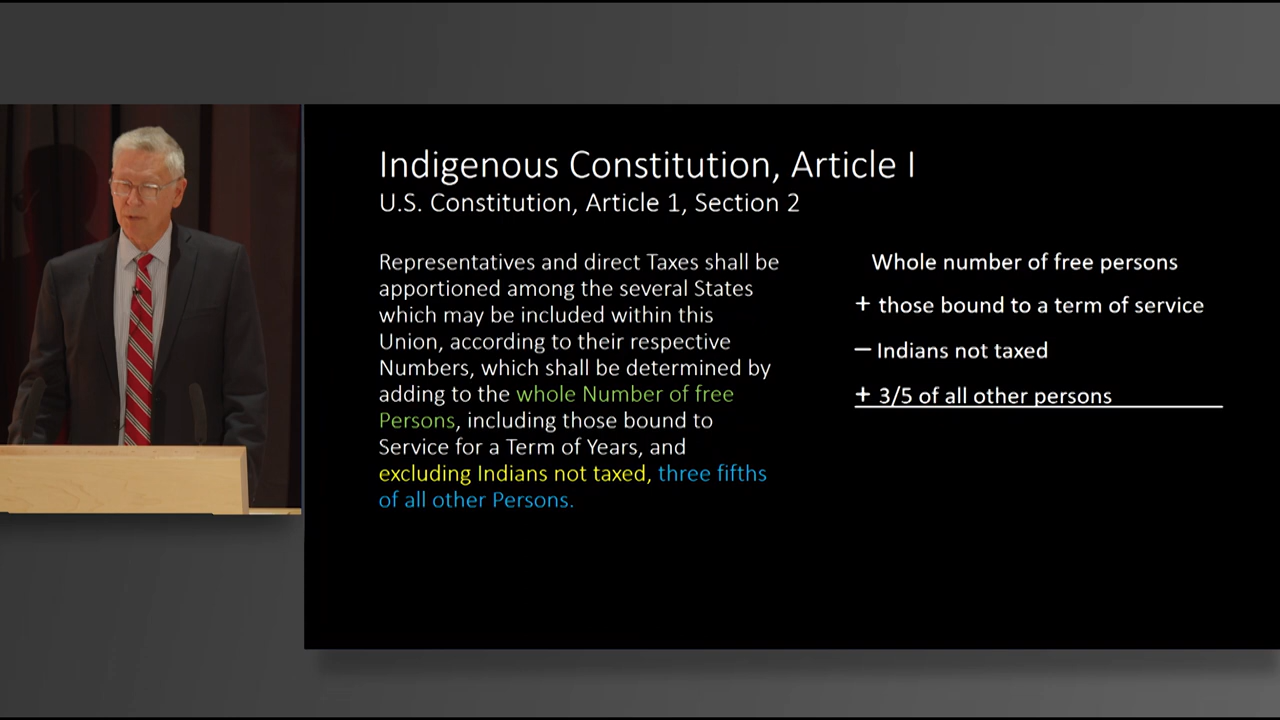 Indigenous Constitution, Article I
U.S. Constitution, Article 1, Section 2
Representatives and direct Taxes shall be
apportioned among the several States
which may be included within this
Union, according to their respective
Numbers, which shall be determined by
adding to the whole Number of free
Persons, including those bound to
Service for a Term of Years, and
excluding Indians not taxed, three fifths
of all other Persons.
Whole number of free persons
+ those bound to a term of service
− Indians not taxed
+ 3/5 of all other persons